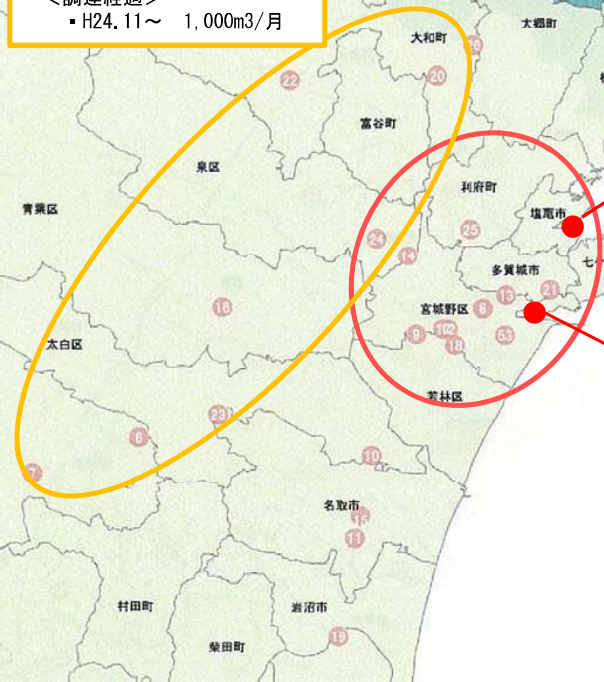 <調達経過>
・H24.11～　1,000m3/月
大和町
大郷町
26
20
22
富谷町
泉区
利府町
青葉区
塩竈市
25
24
14
多賀城市
七ケ
21
13
16
宮城野区
8
9
18
53
太白区
若林区
23
6
10
7
名取市
15
11
村田町
岩沼市
19
柴田町